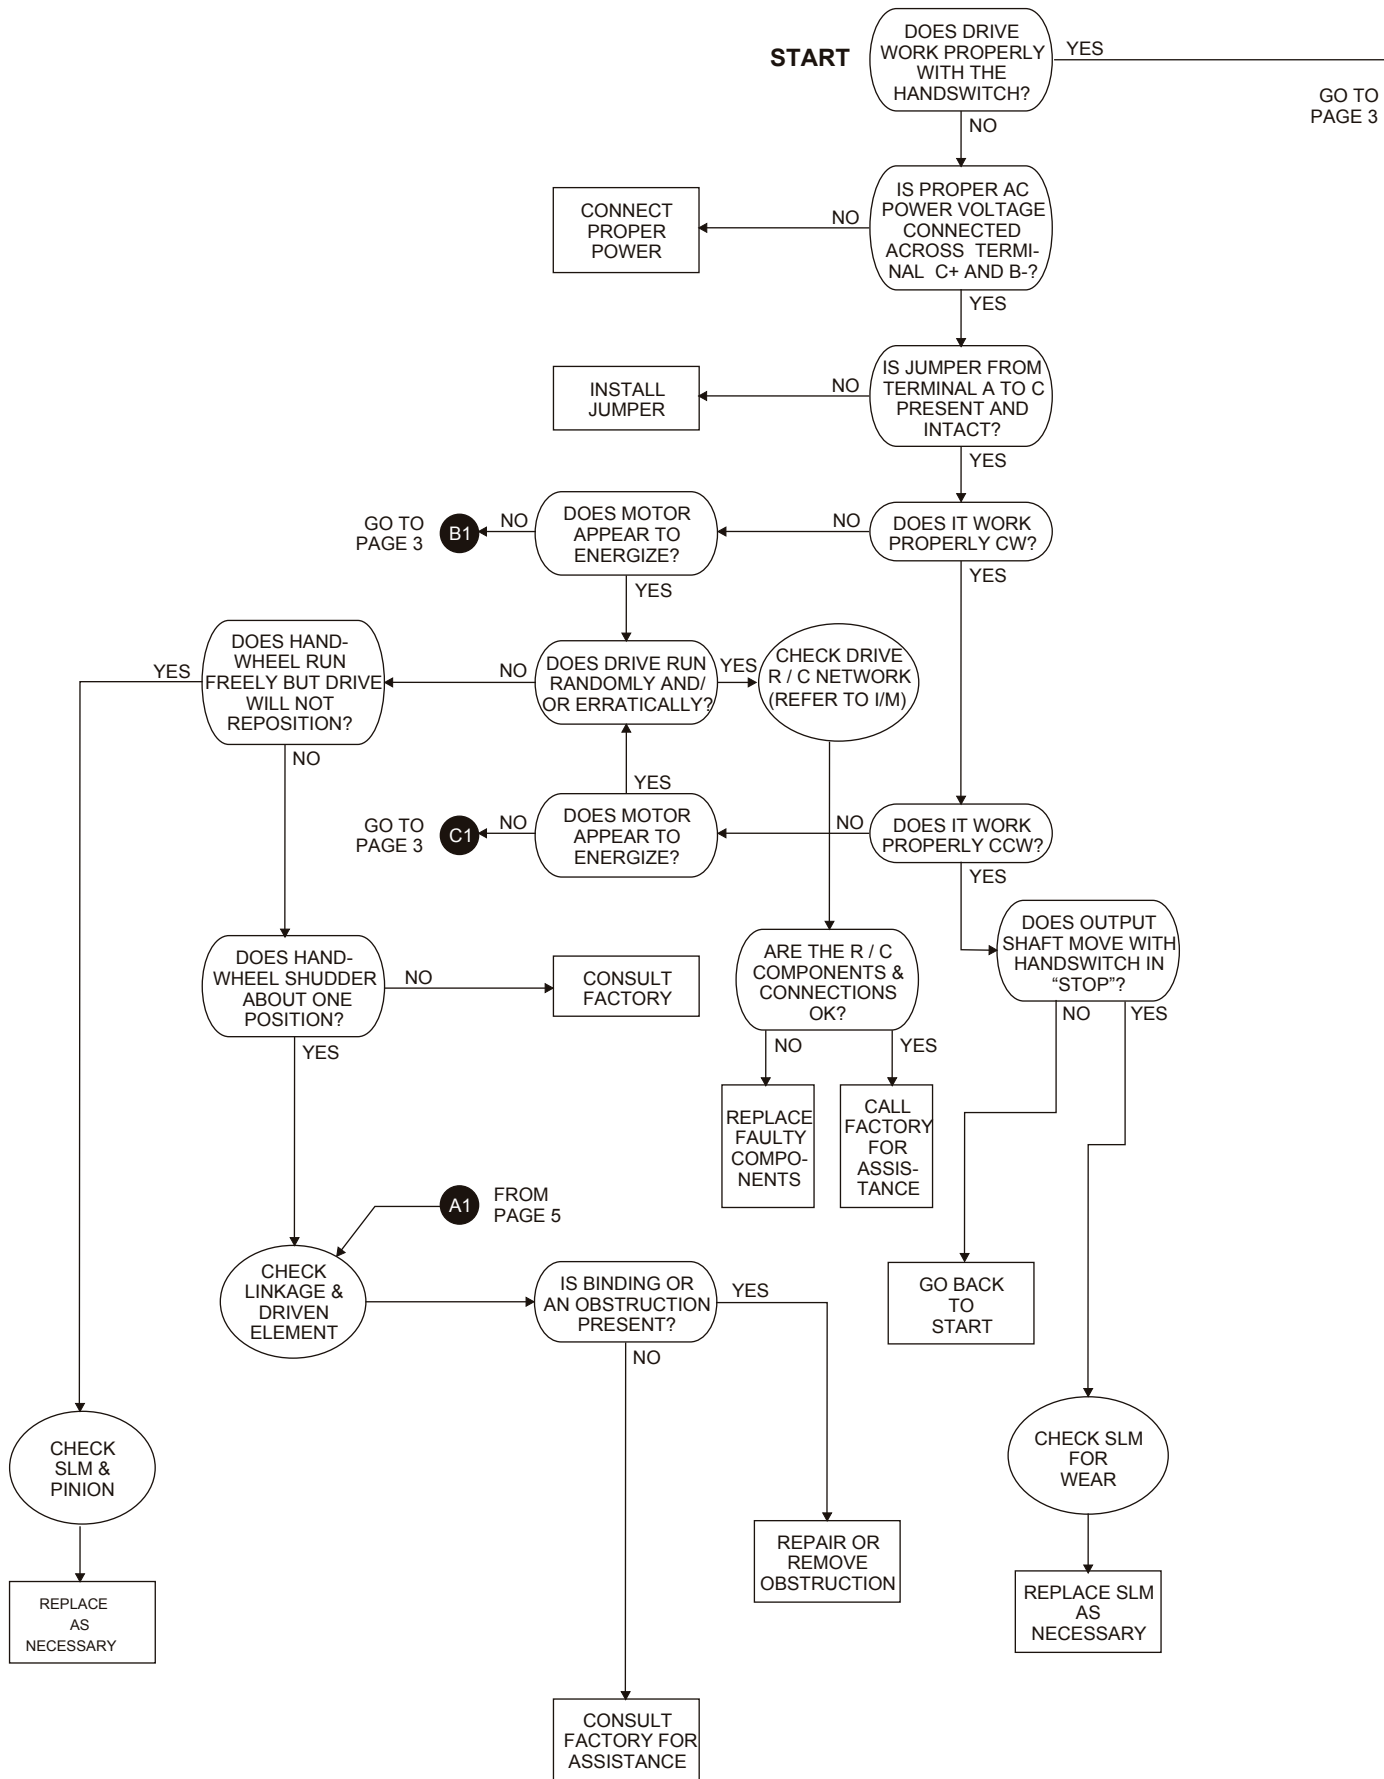 START
DOES DRIVE
WORK PROPERLY
WITH THE
HANDSWITCH?
YES
GO TO
PAGE 3
NO
IS PROPER AC
POWER VOLTAGE
CONNECTED
ACROSS TERMI-
NAL C+ AND B-?
NO
CONNECT
PROPER
POWER
YES
IS JUMPER FROM
TERMINAL A TO C
PRESENT AND
INTACT?
NO
INSTALL
JUMPER
YES
DOES IT WORK
PROPERLY CW?
NO
DOES MOTOR
APPEAR TO
ENERGIZE?
NO
B1
GO TO
PAGE 3
YES
YES
DOES DRIVE RUN
RANDOMLY AND/
OR ERRATICALLY?
YES
CHECK DRIVE
R / C NETWORK
(REFER TO I/M)
NO
DOES HAND-
WHEEL RUN
FREELY BUT DRIVE
WILL NOT
REPOSITION?
YES
NO
YES
DOES IT WORK
PROPERLY CCW?
NO
DOES MOTOR
APPEAR TO
ENERGIZE?
NO
C1
GO TO
PAGE 3
YES
DOES OUTPUT
SHAFT MOVE WITH
HANDSWITCH IN
“STOP”?
NO
YES
DOES HAND-
WHEEL SHUDDER
ABOUT ONE
POSITION?
NO
CONSULT
FACTORY
YES
ARE THE R / C
COMPONENTS &
CONNECTIONS
OK?
NO
YES
REPLACE
FAULTY
COMPO-
NENTS
CALL
FACTORY
FOR
ASSIS-
TANCE
A1
FROM
PAGE 5
CHECK
LINKAGE &
DRIVEN
ELEMENT
IS BINDING OR
AN OBSTRUCTION
PRESENT?
YES
NO
GO BACK
TO
START
CHECK
SLM &
PINION
CHECK SLM
FOR
WEAR
REPAIR OR
REMOVE
OBSTRUCTION
REPLACE
AS
NECESSARY
REPLACE SLM
AS
NECESSARY
CONSULT
FACTORY FOR
ASSISTANCE